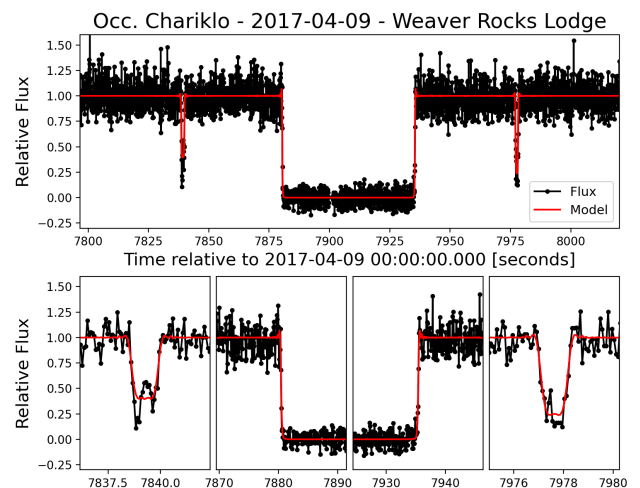 Occ. Chariklo - 2017-04-09 - Weaver Rocks Lodge
Relative Flux
1.50
1.25
1.00
0.75
0.50
0.25
0.00
−0.25
Flux
Model
7800 7825 7850 7875 7900 7925 7950 7975 8000
Time relative to 2017-04-09 00:00:00.000 [seconds]
Relative Flux
1.50
1.25
1.00
0.75
0.50
0.25
0.00
−0.25
7837.5 7840.0 7870 7880 7890 7930 7940 7976 7978 7980